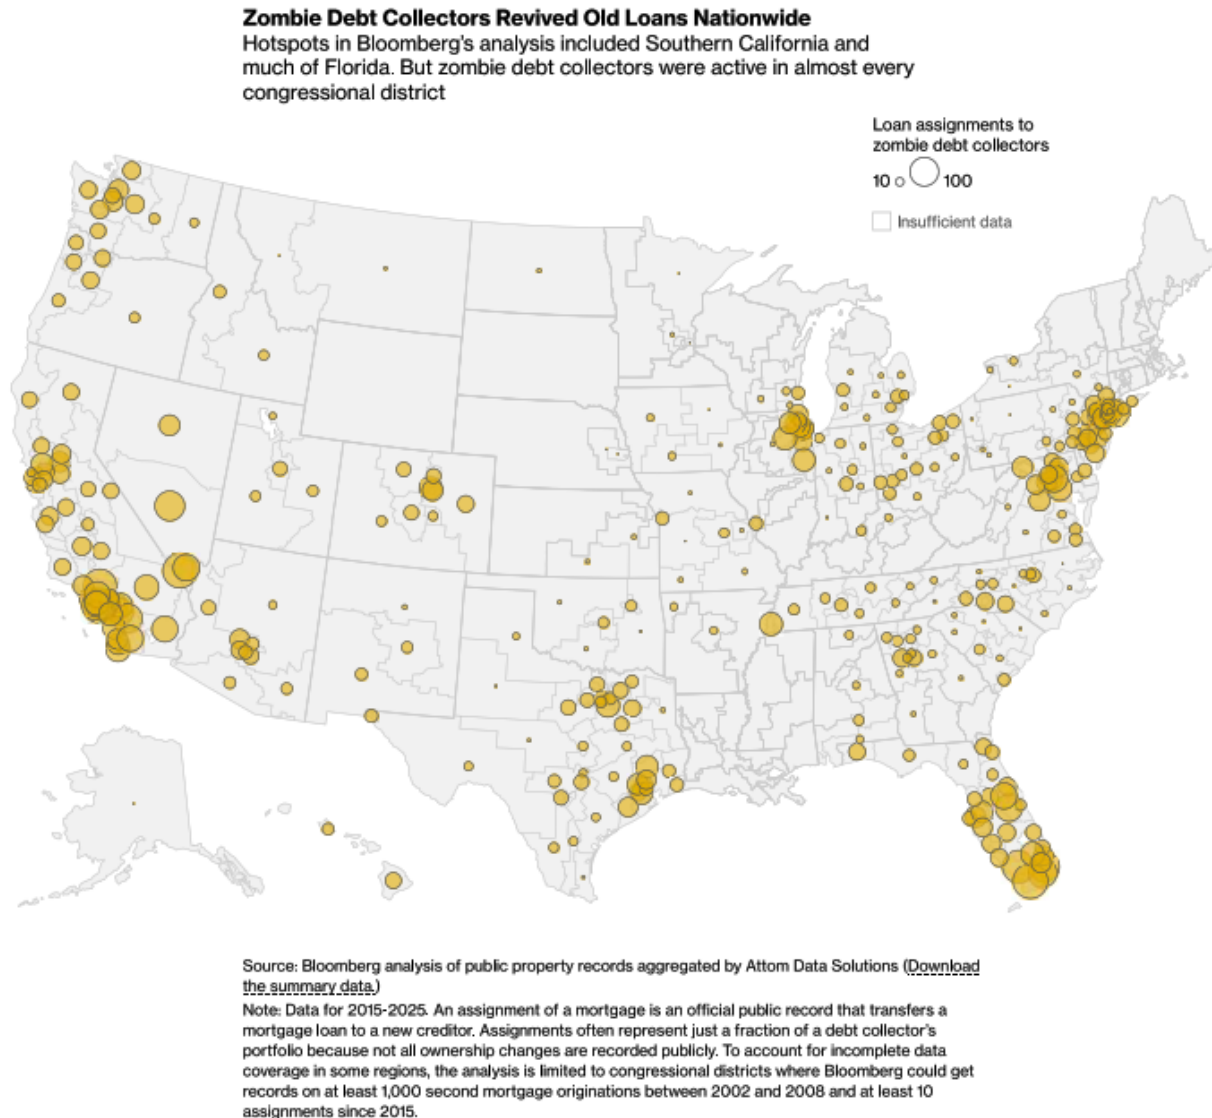 Zombie Debt Collectors Revived Old Loans Nationwide
Hotspots in Bloomberg's analysis included Southern California and
much of Florida. But zombie debt collectors were active in almost every
congressional district
Loan assignments to
zombie debt collectors
10 100
Insufficient data
Source: Bloomberg analysis of public property records aggregated by Attom Data Solutions (Download
the summary data.)
Note: Data for 2015-2025. An assignment of a mortgage is an official public record that transfers a
mortgage loan to a new creditor. Assignments often represent just a fraction of a debt collector's
portfolio because not all ownership changes are recorded publicly. To account for incomplete data
coverage in some regions, the analysis is limited to congressional districts where Bloomberg could get
records on at least 1,000 second mortgage originations between 2002 and 2008 and at least 10
assignments since 2015.